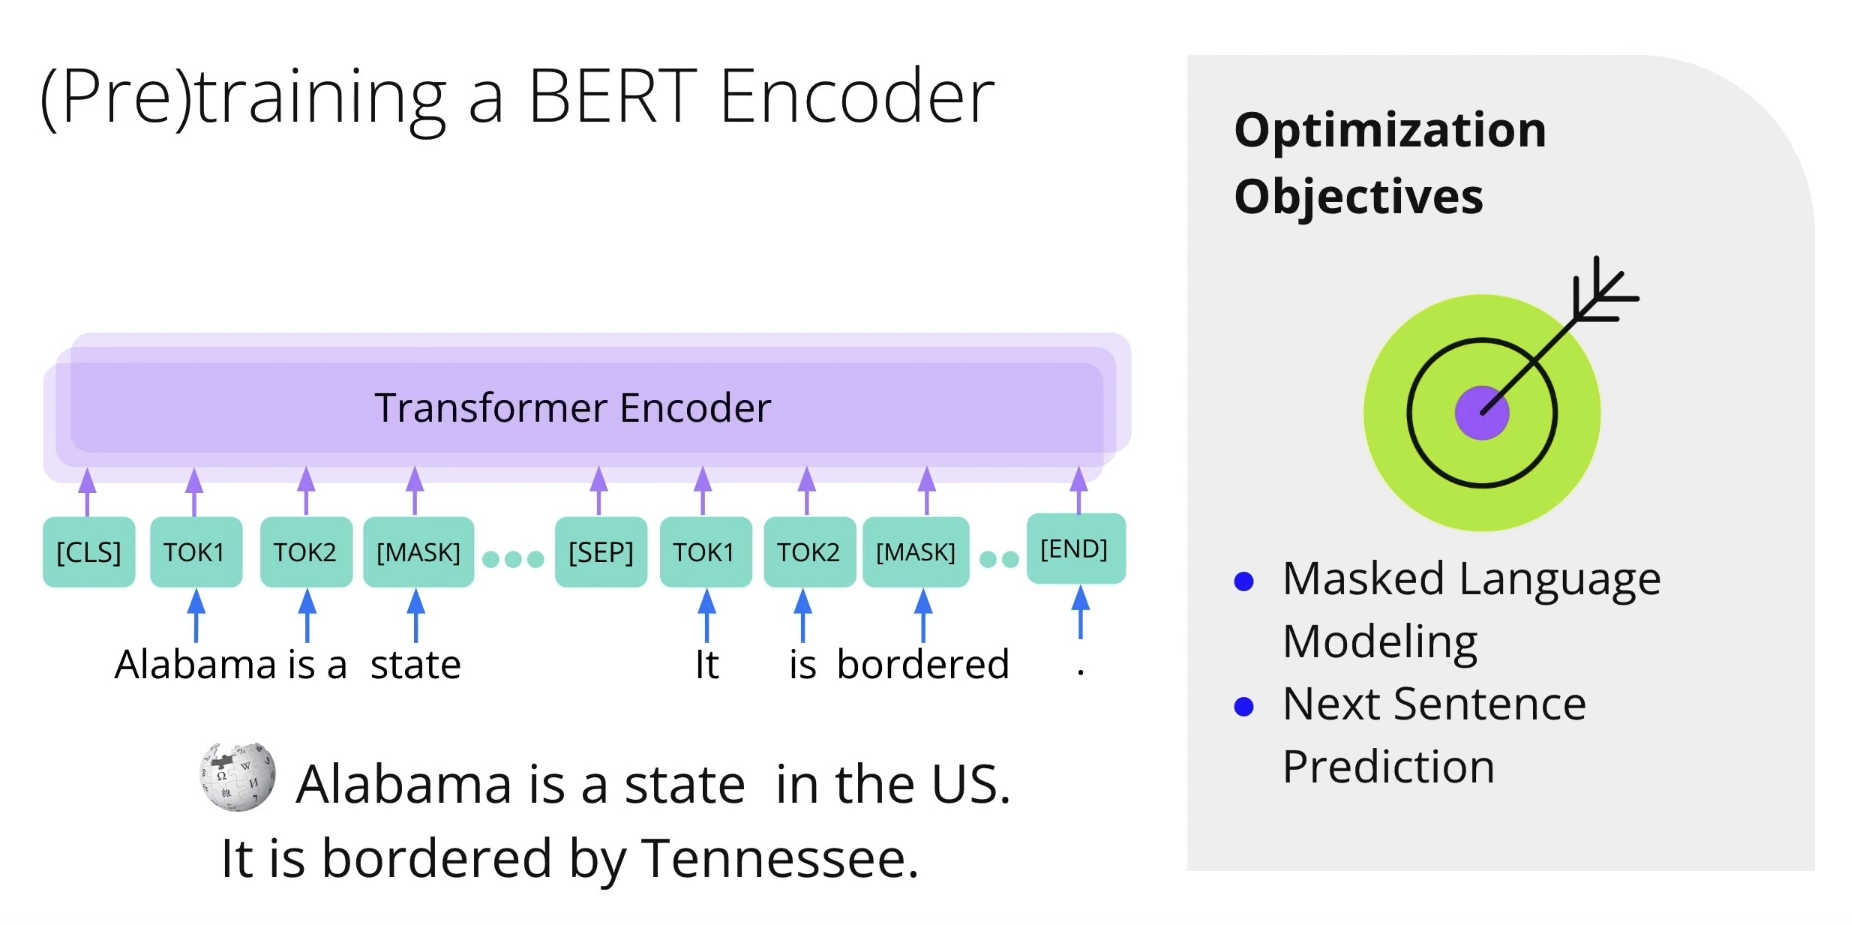 (Pre)training a BERT Encoder
Transformer Encoder
[CLS] TOK1 TOK2 [MASK] [SEP] TOK1 TOK2 [MASK] [END]
Alabama is a state It is bordered .
Alabama is a state in the US.
It is bordered by Tennessee.
Optimization
Objectives
Masked Language
Modeling
Next Sentence
Prediction